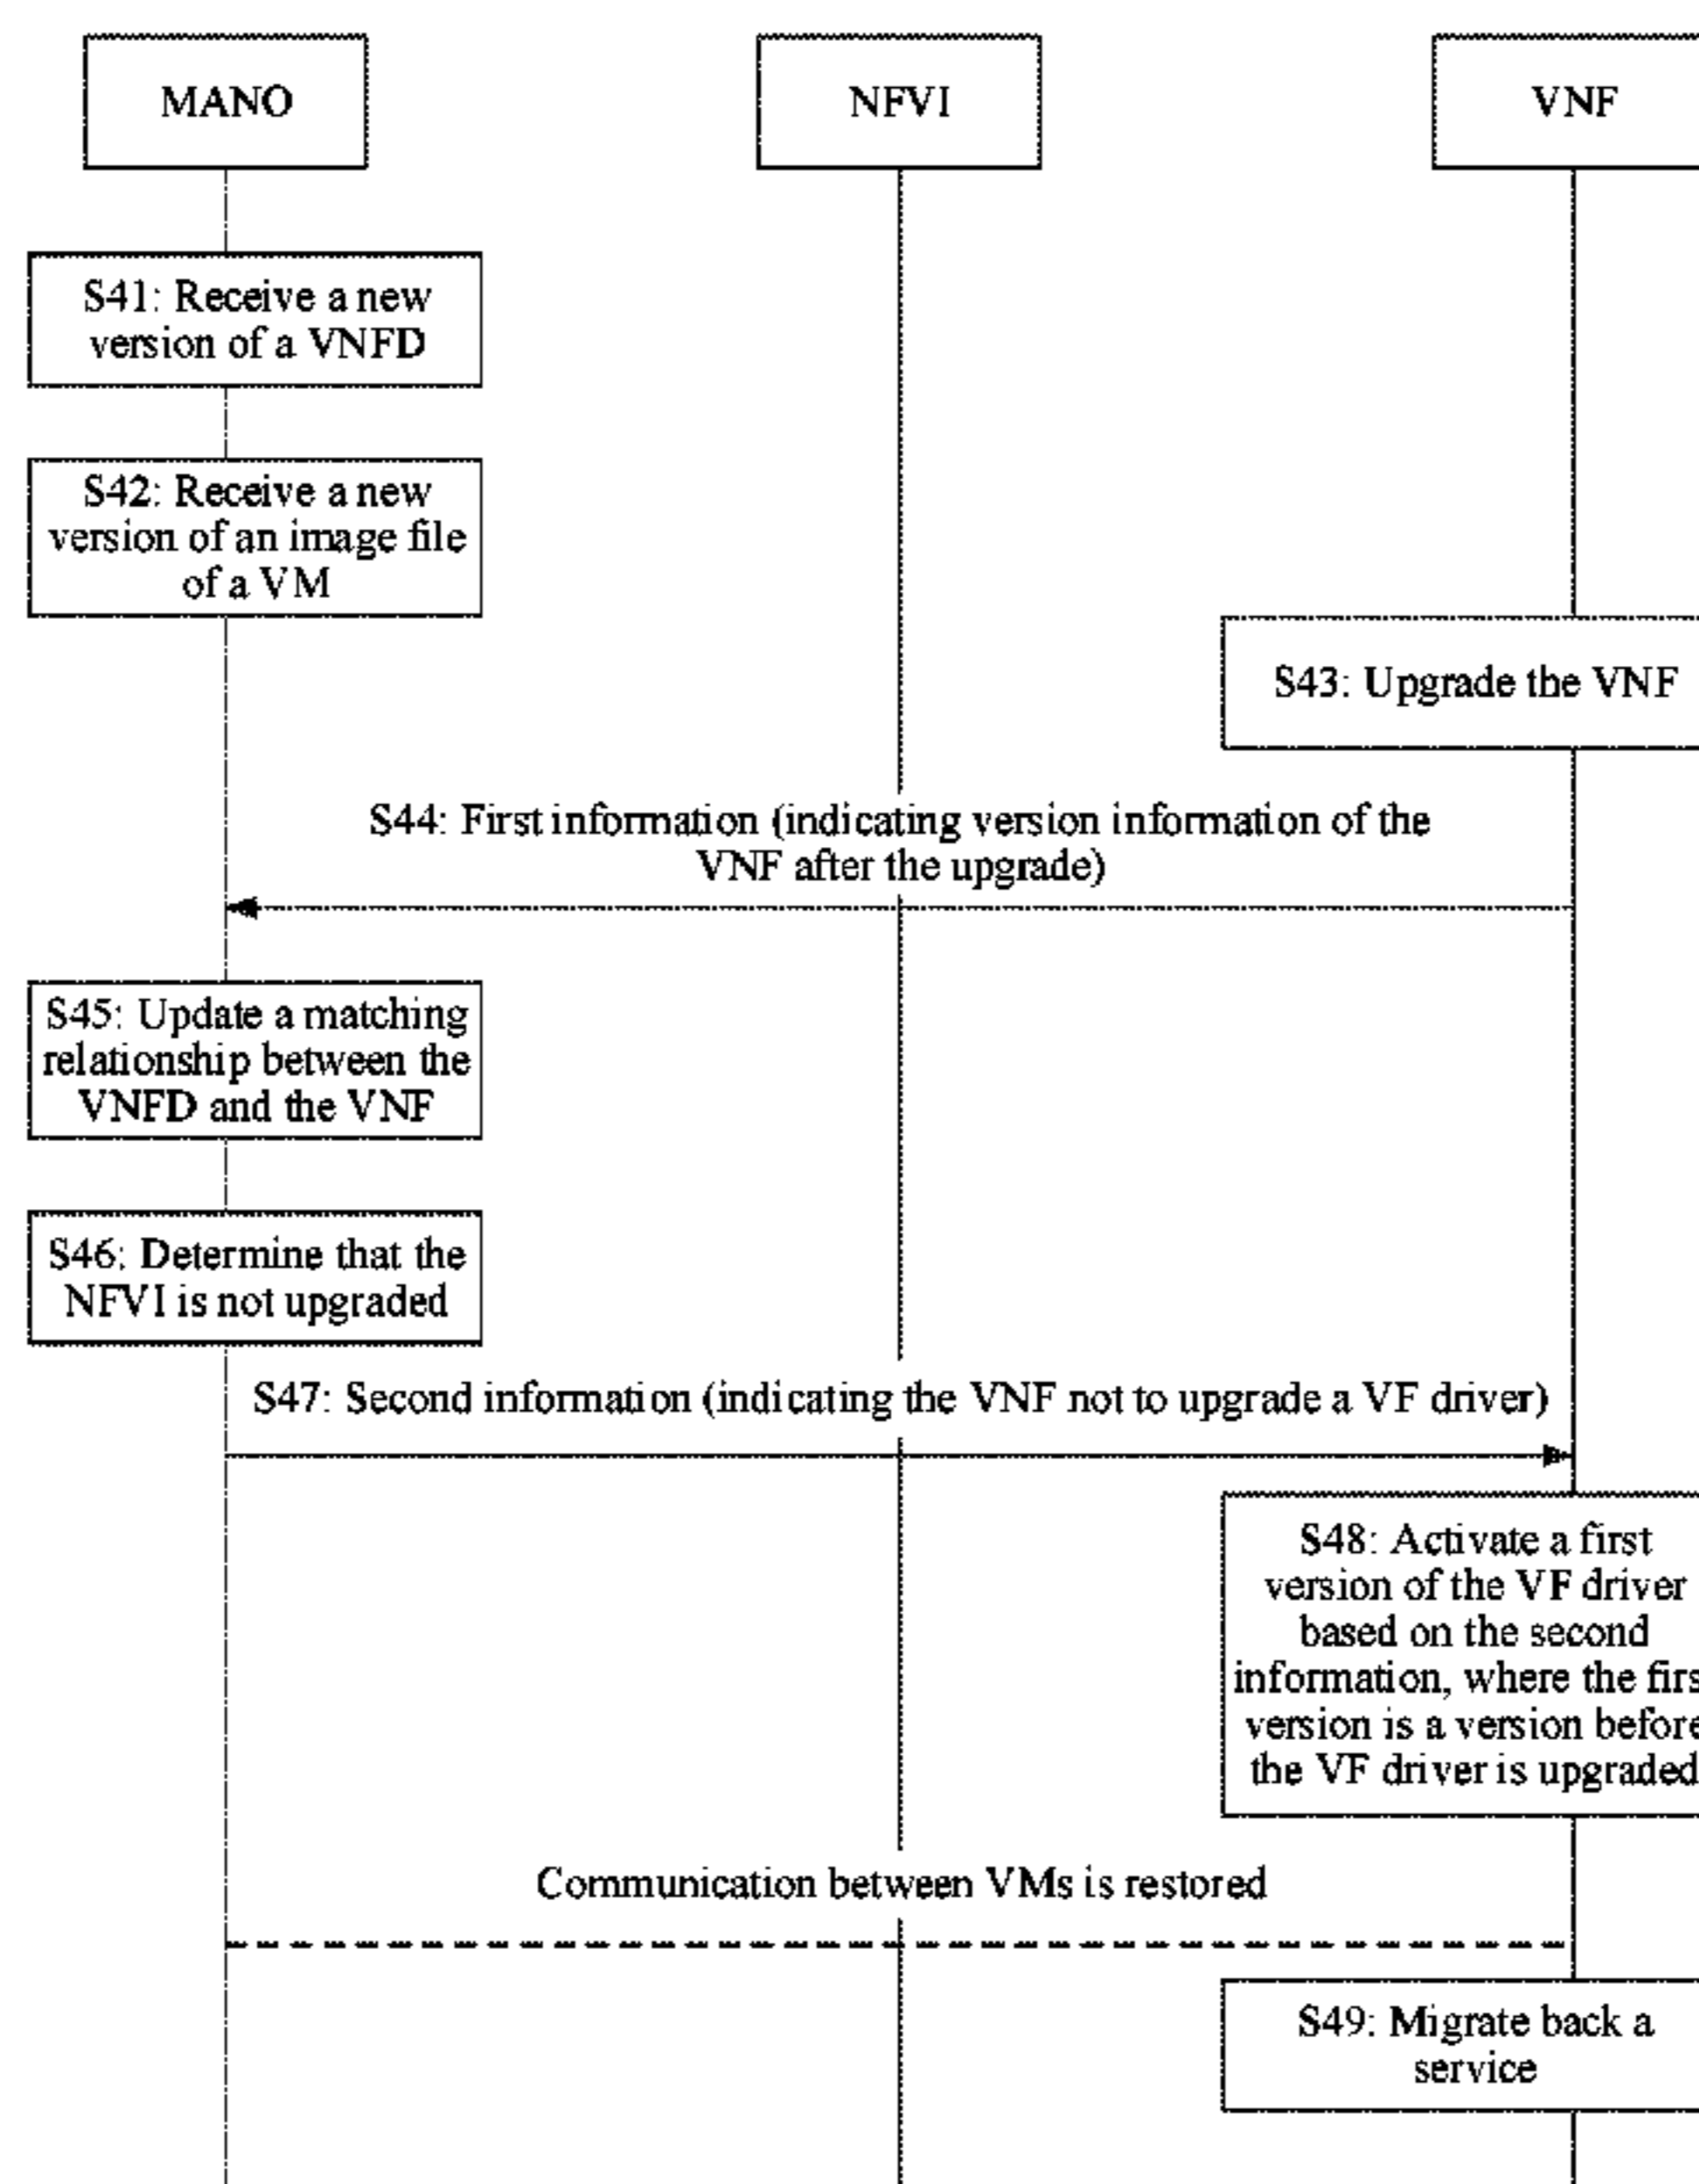 MANO
NFVI
VNF
S41: Receive a new
version of a VNFD
S42: Receive a new
version of an image file
of a VM
S43: Upgrade the VNF
S44: First information (indicating version information of the
VNF after the upgrade)
S45: Update a matching
relationship between the
VNFD and the VNF
S46: Determine that the
NFVI is not upgraded
S47: Second information (indicating the VNF not to upgrade a VF driver)
S48: Activate a first
version of the VF driver
based on the second
information, where the firs
version is a version before
the VF driver is upgraded
Communication between VMs is restored
S49: Migrate back a
service